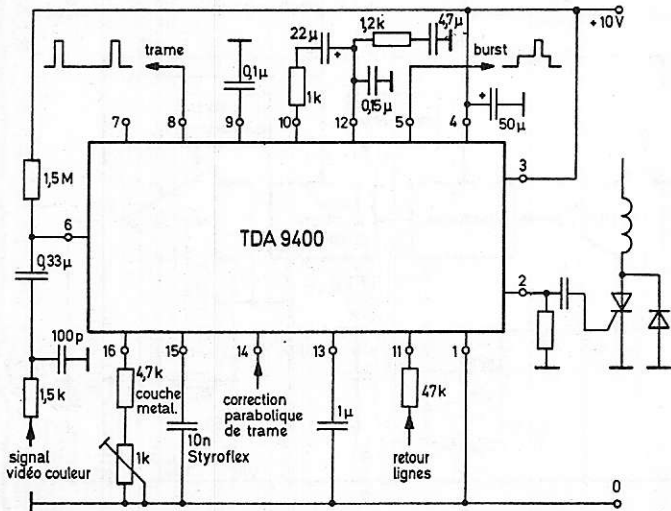 +10V
1,2k
4,7µ
22µ
trame
burst
0,1µ
1k
0,15µ
50µ
+
+
7
8
9
10
12
5
4
3
1,5M
6
TDA 9400
0,33µ
2
100p
16
15
14
13
11
1
4,7k
couche
metal.
1,5k
47k
correction
parabolique
de trame
1µ
10n
Styroflex
1k
signal
vidéo couleur
retour
lignes
0